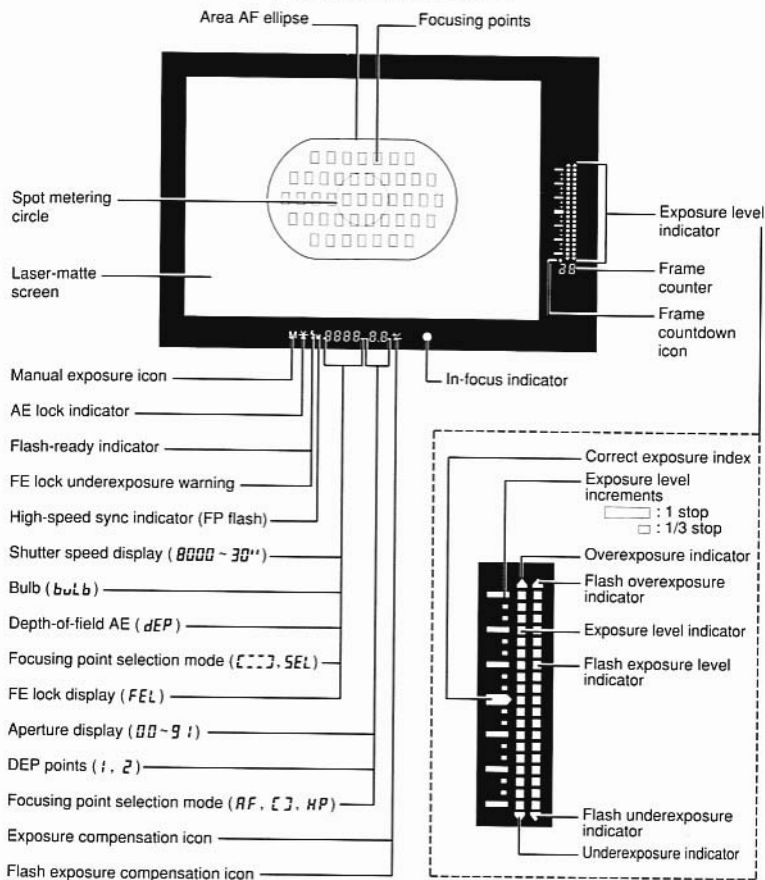 Area AF ellipse
Focusing points
Spot metering
circle
Laser-matte
screen
Exposure level
indicator
28
Frame
counter
Frame
countdown
icon
M 8888 8.8
Manual exposure icon
In-focus indicator
AE lock indicator
Flash-ready indicator
FE lock underexposure warning
High-speed sync indicator (FP flash)
Shutter speed display (8000 ~ 30'')
Bulb (buLb)
Depth-of-field AE (dEP)
Focusing point selection mode ([---], SEL)
FE lock display (FEL)
Aperture display (00~91)
DEP points (1, 2)
Focusing point selection mode (AF, [ ], HP)
Exposure compensation icon
Flash exposure compensation icon
Correct exposure index
Exposure level
increments
: 1 stop
: 1/3 stop
Overexposure indicator
Flash overexposure
indicator
Exposure level indicator
Flash exposure level
indicator
Flash underexposure
indicator
Underexposure indicator